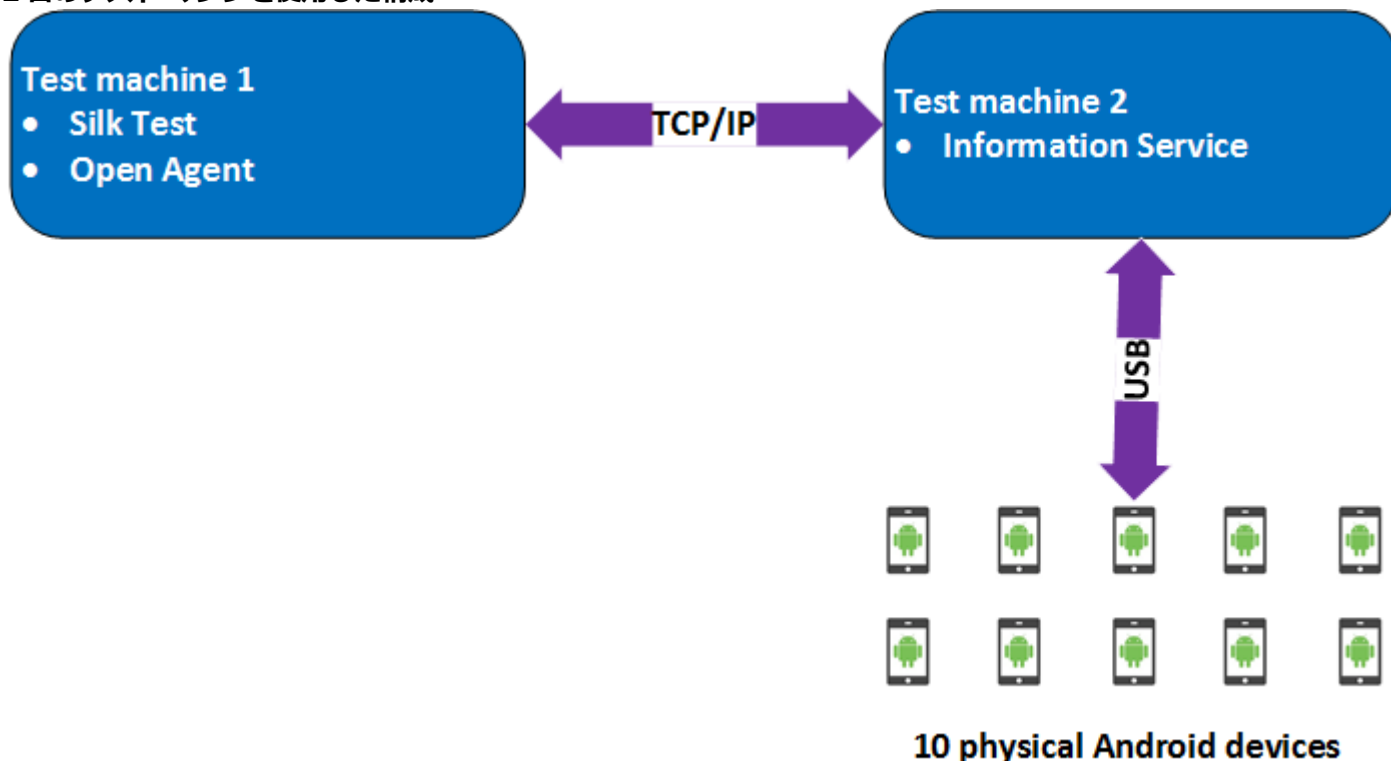 Test machine 1
• Silk Test
• Open Agent
TCP/IP
Test machine 2
• Information Service
USB
10 physical Android devices